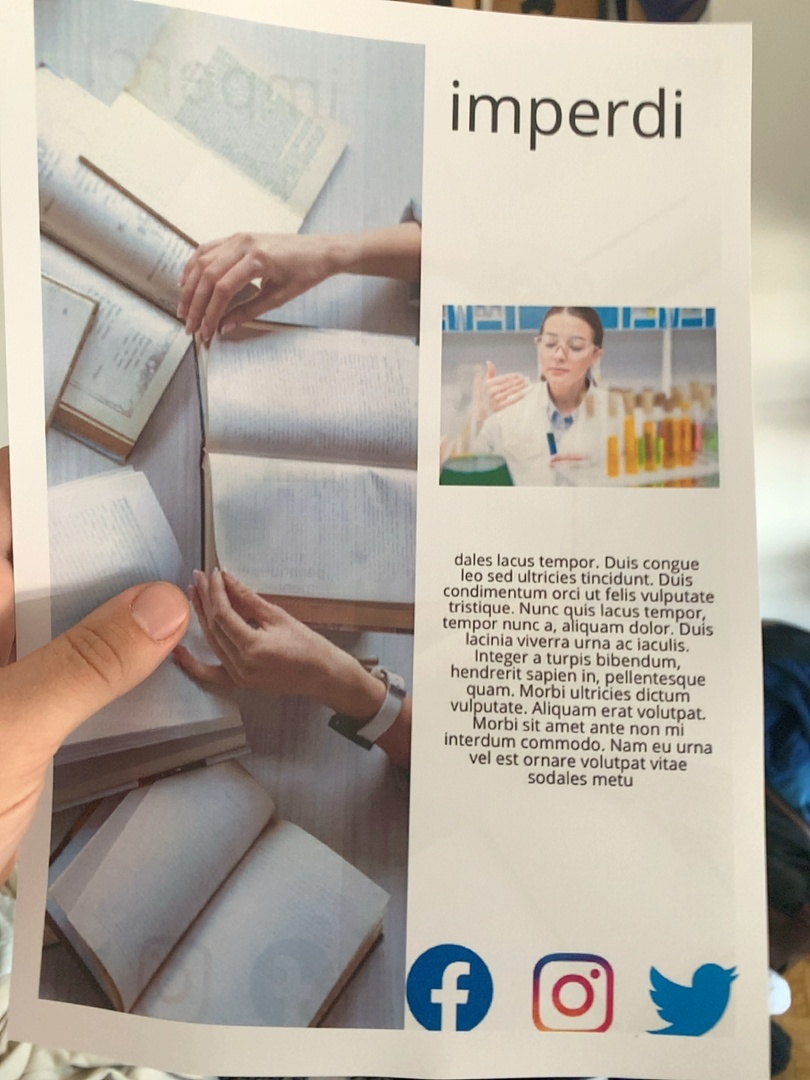 imperdi
dales lacus tempor. Duis congue
leo sed ultricies tincidunt. Duis
condimentum orci ut felis vulputate
tristique. Nunc quis lacus tempor,
tempor nunc a, aliquam dolor. Duis
lacinia viverra urna ac iaculis.
Integer a turpis bibendum,
hendrerit sapien in, pellentesque
quam. Morbi ultricies dictum
vulputate. Aliquam erat volutpat.
Morbi sit amet ante non mi
interdum commodo. Nam eu urna
vel est ornare volutpat vitae
sodales metu